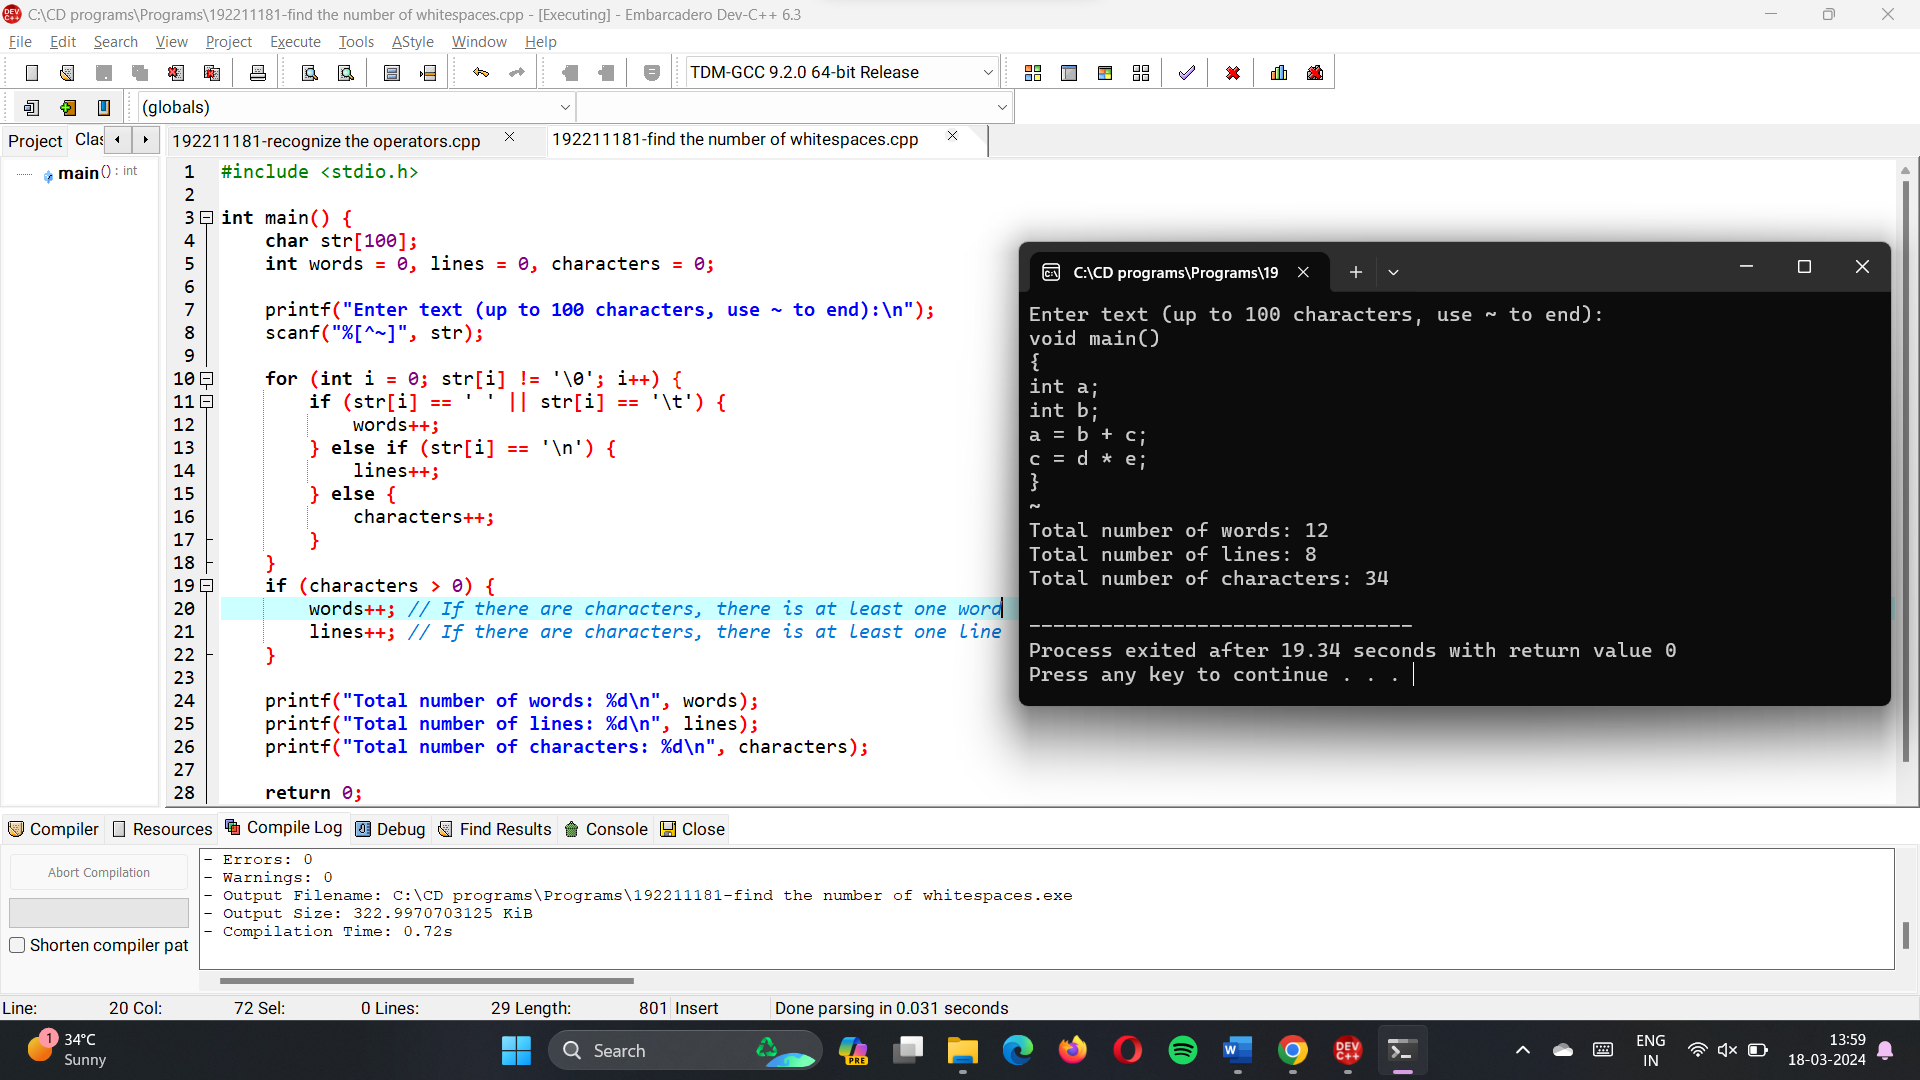 C:\CD programs\Programs\192211181-find the number of whitespaces.cpp - [Executing] - Embarcadero Dev-C++ 6.3
File Edit Search View Project Execute Tools AStyle Window Help
TDM-GCC 9.2.0 64-bit Release
(globals)
Project Clas 192211181-recognize the operators.cpp 192211181-find the number of whitespaces.cpp
main() : int
1 #include <stdio.h>
2
3 int main() {
4 char str[100];
5 int words = 0, lines = 0, characters = 0;
6
7 printf("Enter text (up to 100 characters, use ~ to end):\n");
8 scanf("%[^~]", str);
9
10 for (int i = 0; str[i] != '\0'; i++) {
11 if (str[i] == ' ' || str[i] == '\t') {
12 words++;
13 } else if (str[i] == '\n') {
14 lines++;
15 } else {
16 characters++;
17 }
18 }
19 if (characters > 0) {
20 words++; // If there are characters, there is at least one word
21 lines++; // If there are characters, there is at least one line
22 }
23
24 printf("Total number of words: %d\n", words);
25 printf("Total number of lines: %d\n", lines);
26 printf("Total number of characters: %d\n", characters);
27
28 return 0;
C:\CD programs\Programs\19
Enter text (up to 100 characters, use ~ to end):
void main()
{
int a;
int b;
a = b + c;
c = d * e;
}
~
Total number of words: 12
Total number of lines: 8
Total number of characters: 34
--------------------------------
Process exited after 19.34 seconds with return value 0
Press any key to continue . . .
Compiler Resources Compile Log Debug Find Results Console Close
Abort Compilation
Shorten compiler pat
- Errors: 0
- Warnings: 0
- Output Filename: C:\CD programs\Programs\192211181-find the number of whitespaces.exe
- Output Size: 322.9970703125 KiB
- Compilation Time: 0.72s
Line: 20 Col: 72 Sel: 0 Lines: 29 Length: 801 Insert Done parsing in 0.031 seconds
1
34°C
Sunny
Search
PRE
DEV C++
ENG
IN
13:59
18-03-2024